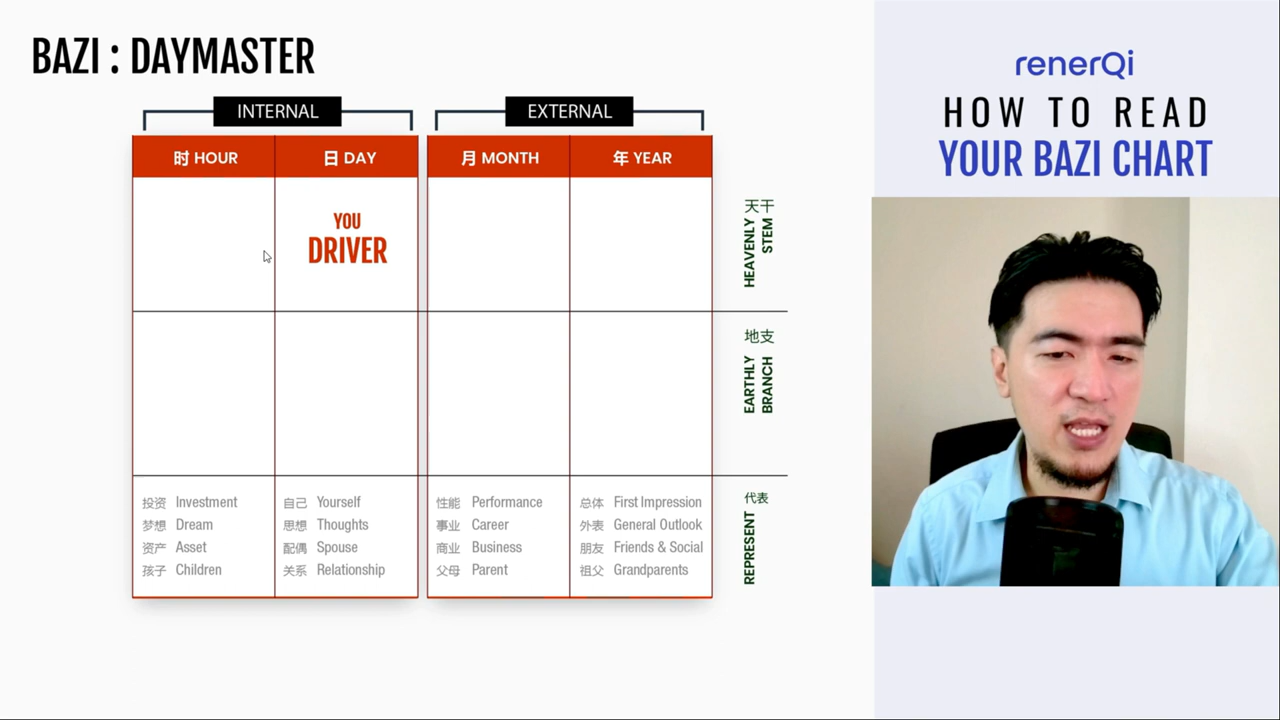 BAZI : DAYMASTER
INTERNAL
EXTERNAL
时 HOUR
日 DAY
月 MONTH
年 YEAR
YOU
DRIVER
天干
HEAVENLY
STEM
地支
EARTHLY
BRANCH
投资 Investment
梦想 Dream
资产 Asset
孩子 Children
自己 Yourself
思想 Thoughts
配偶 Spouse
关系 Relationship
性能 Performance
事业 Career
商业 Business
父母 Parent
总体 First Impression
外表 General Outlook
朋友 Friends & Social
祖父 Grandparents
代表
REPRESENT
renerQi
HOW TO READ
YOUR BAZI CHART